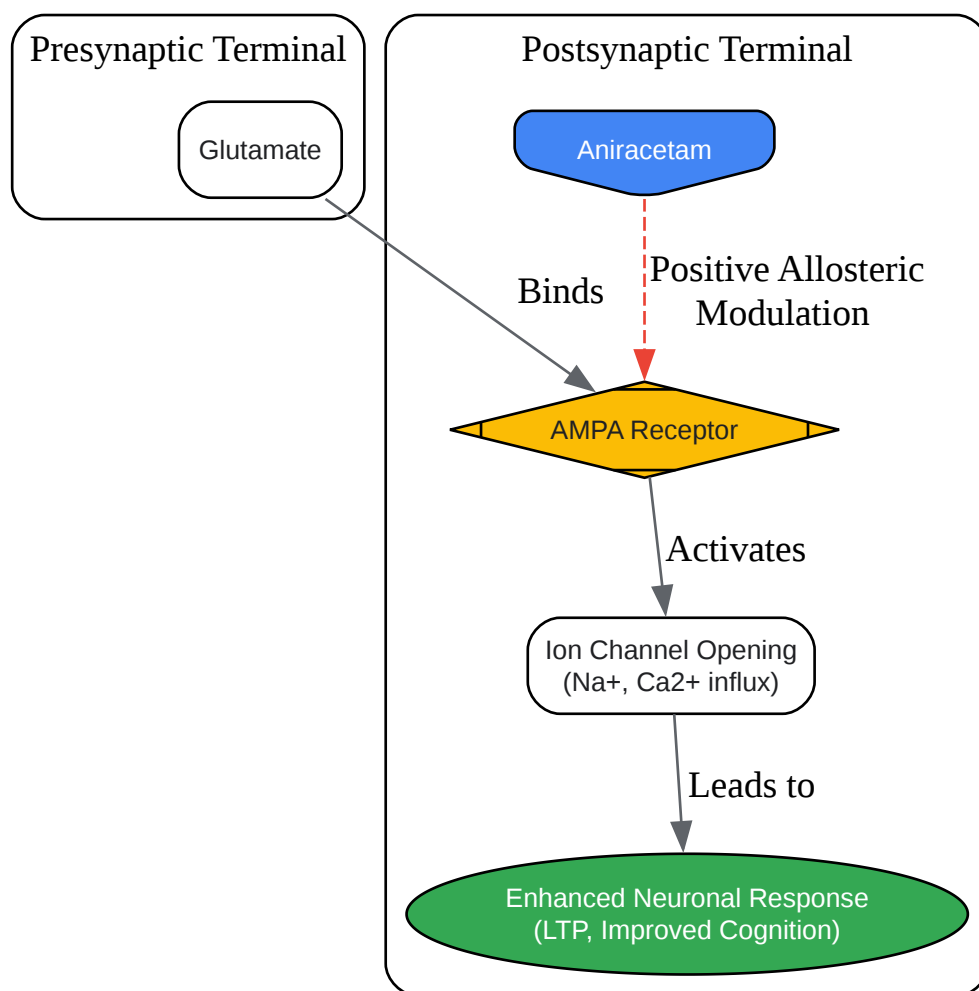 Presynaptic Terminal
Glutamate
Postsynaptic Terminal
Aniracetam
Binds
Positive Allosteric
Modulation
AMPA Receptor
Activates
Ion Channel Opening
(Na+, Ca2+ influx)
Leads to
Enhanced Neuronal Response
(LTP, Improved Cognition)